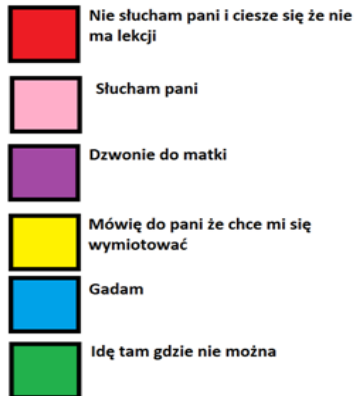 Nie słucham pani i ciesze się że nie
ma lekcji
Słucham pani
Dzwonie do matki
Mówię do pani że chce mi się
wymiotować
Gadam
Idę tam gdzie nie można